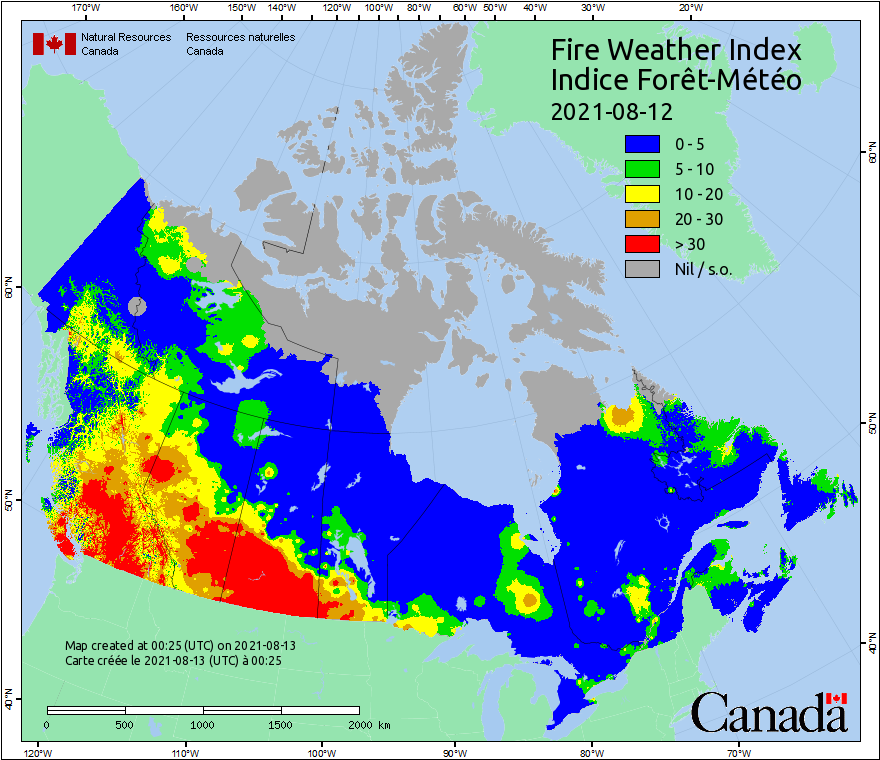 170°W 160°W 150°W 140°W 130°W 120°W 110°W 100°W 90°W 80°W 70°W 60°W 50°W 40°W 30°W 20°W
Natural Resources Ressources naturelles
Canada Canada
Fire Weather Index
Indice Forêt-Météo
2021-08-12
0 - 5
5 - 10
10 - 20
20 - 30
> 30
Nil / s.o.
60°N
60°N
50°N
50°N
40°N
40°N
Map created at 00:25 (UTC) on 2021-08-13
Carte créée le 2021-08-13 (UTC) à 00:25
0 500 1000 1500 2000 km
Canada
120°W 110°W 100°W 90°W 80°W 70°W